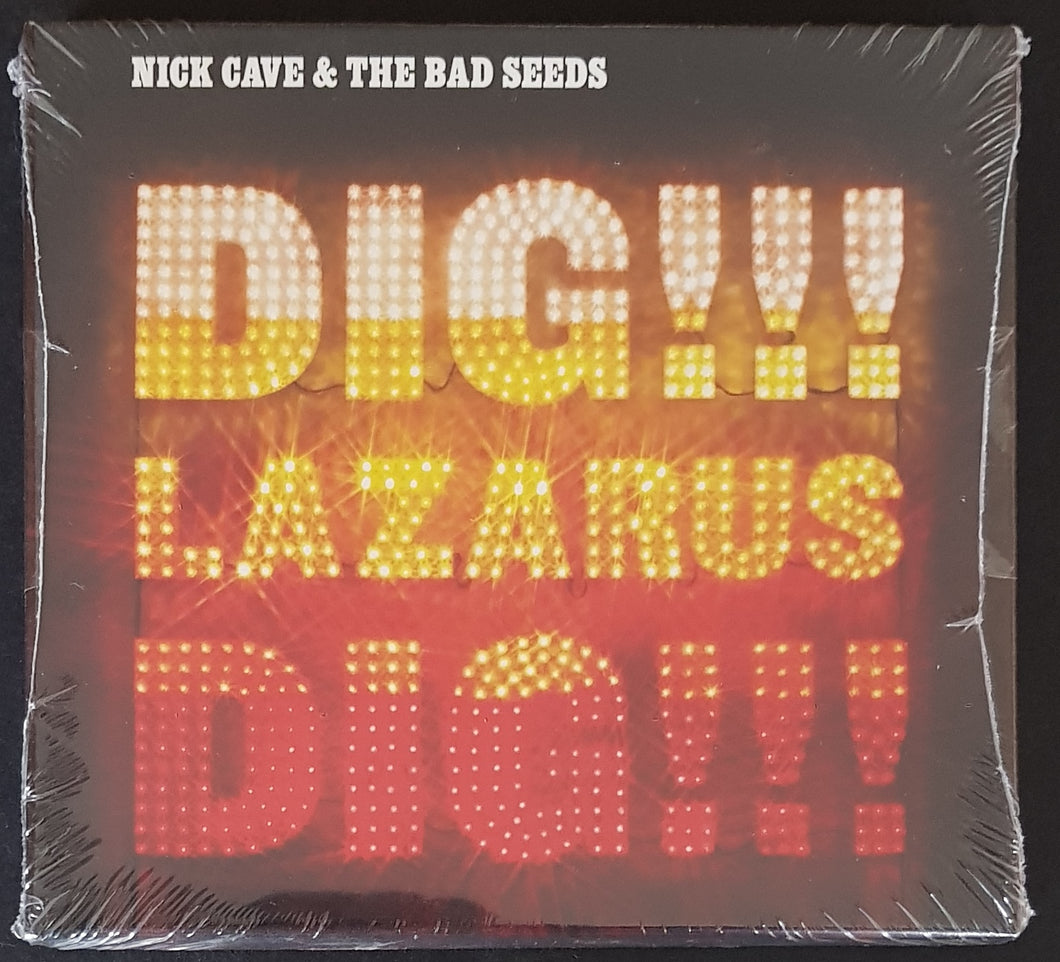 NICK CAVE & THE BAD SEEDS
DIG!!!
LAZARUS
DIG!!!